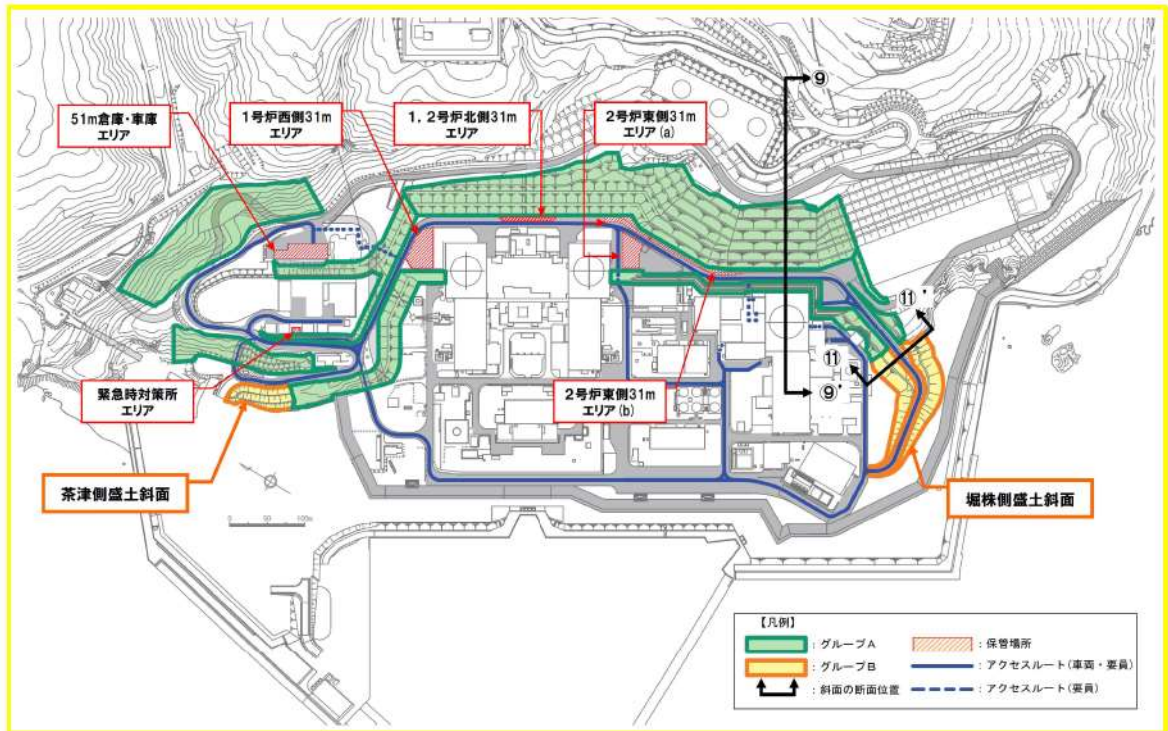 ⑨
51m倉庫・車庫
エリア
1号炉西側31m
エリア
1，2号炉北側31m
エリア
2号炉東側31m
エリア(a)
⑪'
⑪
⑨'
緊急時対策所
エリア
2号炉東側31m
エリア(b)
茶津側盛土斜面
堀株側盛土斜面
0 50 100m
【凡例】
：グループA
：グループB
：斜面の断面位置
：保管場所
：アクセスルート(車両・要員)
：アクセスルート(要員)